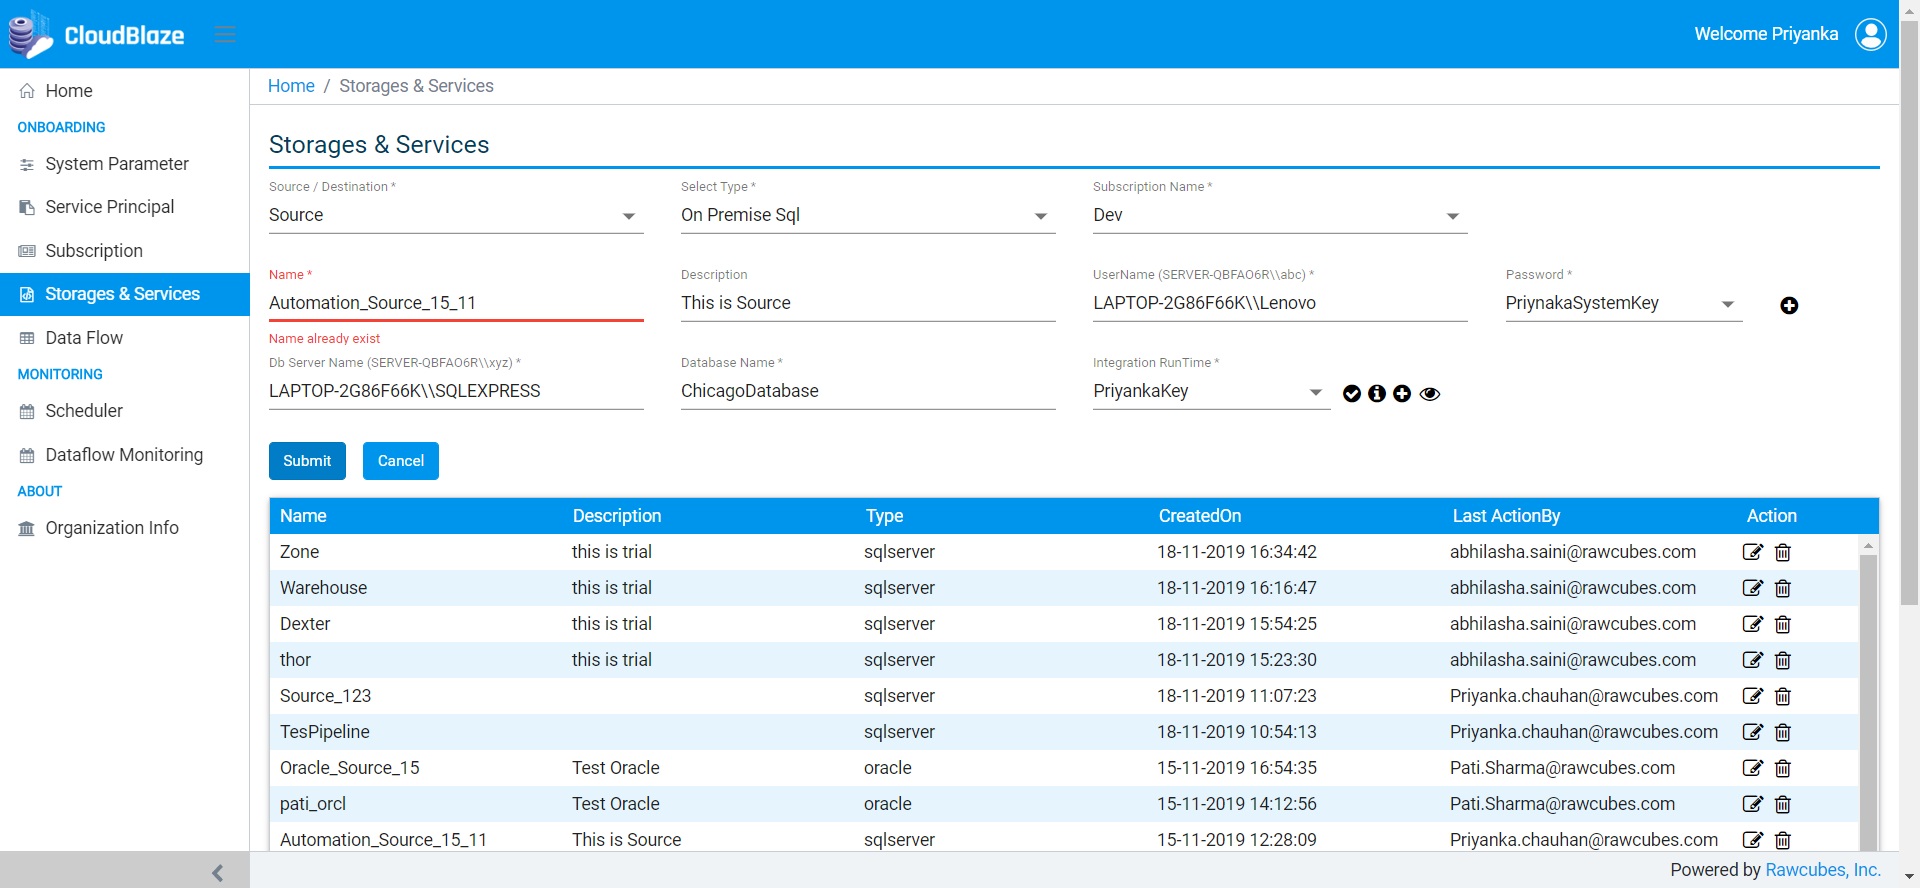 CloudBlaze
Welcome Priyanka
Home
ONBOARDING
System Parameter
Service Principal
Subscription
Storages & Services
Data Flow
MONITORING
Scheduler
Dataflow Monitoring
ABOUT
Organization Info
Home / Storages & Services
Storages & Services
Source / Destination * Select Type * Subscription Name *
Source On Premise Sql Dev
Name * Description UserName (SERVER-QBFAO6R\\abc) * Password *
Automation_Source_15_11 This is Source LAPTOP-2G86F66K\\Lenovo PriynakaSystemKey
Name already exist
Db Server Name (SERVER-QBFAO6R\\xyz) * Database Name * Integration RunTime *
LAPTOP-2G86F66K\\SQLEXPRESS ChicagoDatabase PriyankaKey
Submit Cancel
Name Description Type CreatedOn Last ActionBy Action
Zone this is trial sqlserver 18-11-2019 16:34:42 abhilasha.saini@rawcubes.com
Warehouse this is trial sqlserver 18-11-2019 16:16:47 abhilasha.saini@rawcubes.com
Dexter this is trial sqlserver 18-11-2019 15:54:25 abhilasha.saini@rawcubes.com
thor this is trial sqlserver 18-11-2019 15:23:30 abhilasha.saini@rawcubes.com
Source_123 sqlserver 18-11-2019 11:07:23 Priyanka.chauhan@rawcubes.com
TesPipeline sqlserver 18-11-2019 10:54:13 Priyanka.chauhan@rawcubes.com
Oracle_Source_15 Test Oracle oracle 15-11-2019 16:54:35 Pati.Sharma@rawcubes.com
pati_orcl Test Oracle oracle 15-11-2019 14:12:56 Pati.Sharma@rawcubes.com
Automation_Source_15_11 This is Source sqlserver 15-11-2019 12:28:09 Priyanka.chauhan@rawcubes.com
Powered by Rawcubes, Inc.